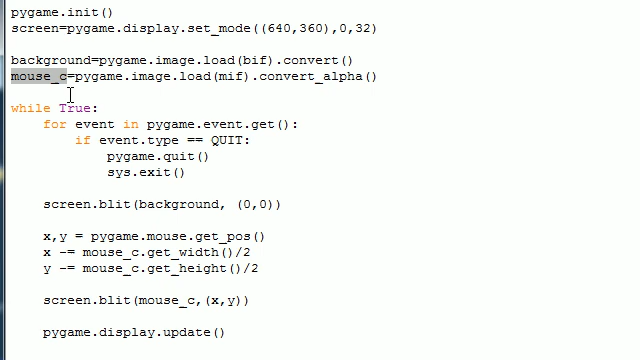 pygame.init()
screen=pygame.display.set_mode((640,360),0,32)
background=pygame.image.load(bif).convert()
mouse_c=pygame.image.load(mif).convert_alpha()
while True:
for event in pygame.event.get():
if event.type == QUIT:
pygame.quit()
sys.exit()
screen.blit(background, (0,0))
x,y = pygame.mouse.get_pos()
x -= mouse_c.get_width()/2
y -= mouse_c.get_height()/2
screen.blit(mouse_c,(x,y))
pygame.display.update()